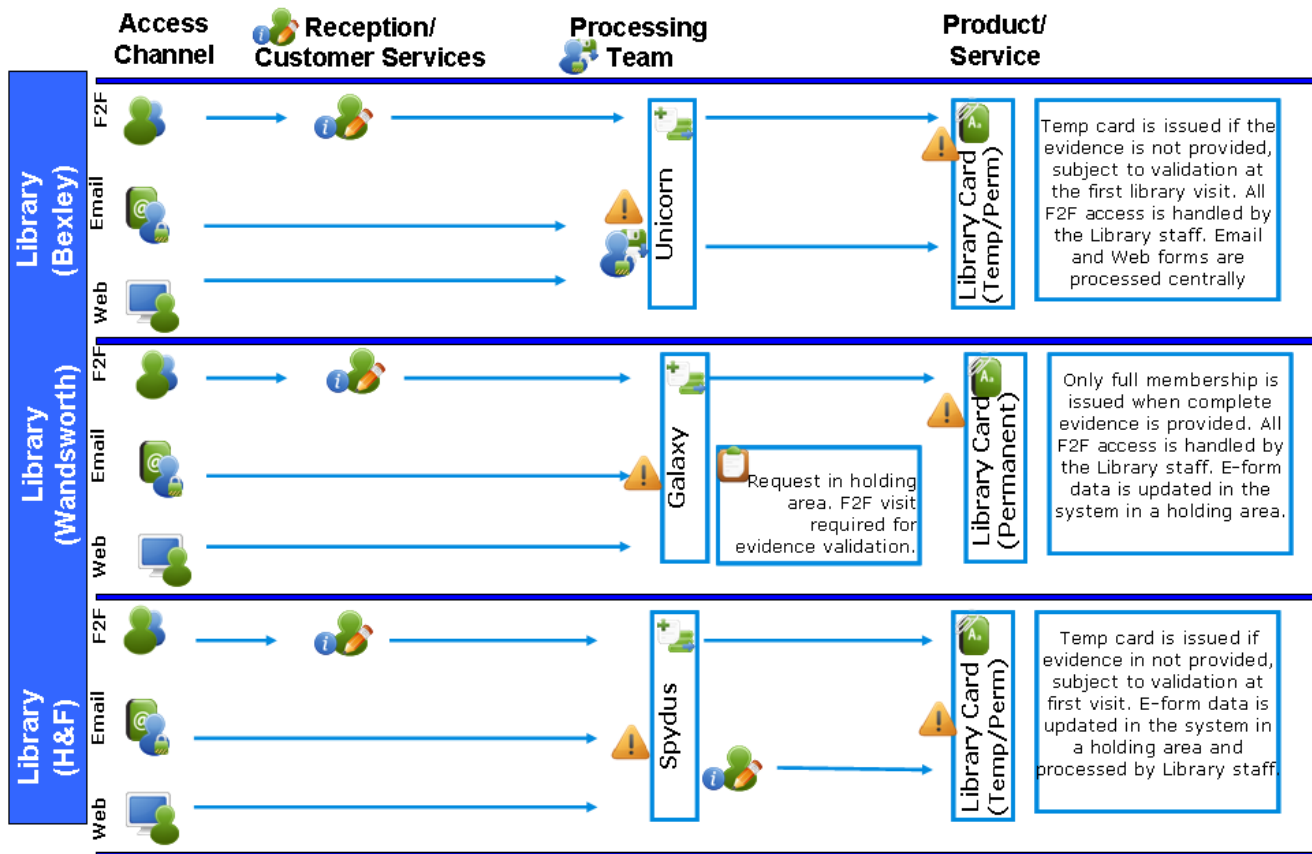 Access
Channel
Reception/
Customer Services
Processing
Team
Product/
Service
Library
(Bexley)
F2F
Email
Web
Unicorn
Library Card
(Temp/Perm)
Temp card is issued if the
evidence is not provided,
subject to validation at
the first library visit. All
F2F access is handled by
the Library staff. Email
and Web forms are
processed centrally
Library
(Wandsworth)
F2F
Email
Web
Galaxy
Request in holding
area. F2F visit
required for
evidence validation.
Library Card
(Permanent)
Only full membership is
issued when complete
evidence is provided. All
F2F access is handled by
the Library staff. E-form
data is updated in the
system in a holding area.
Library
(H&F)
F2F
Email
Web
Spydus
Library Card
(Temp/Perm)
Temp card is issued if
evidence in not provided,
subject to validation at
first visit. E-form data is
updated in the system in
a holding area and
processed by Library staff.